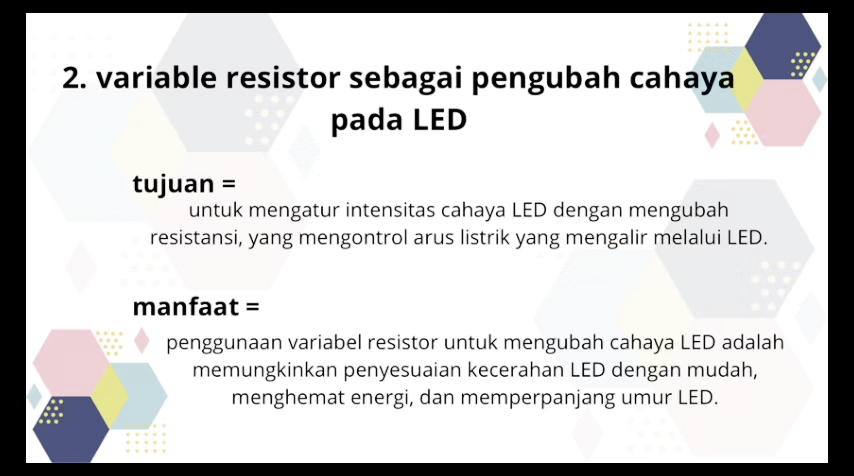 2. variable resistor sebagai pengubah cahaya
pada LED
tujuan =
untuk mengatur intensitas cahaya LED dengan mengubah
resistansi, yang mengontrol arus listrik yang mengalir melalui LED.
manfaat =
penggunaan variabel resistor untuk mengubah cahaya LED adalah
memungkinkan penyesuaian kecerahan LED dengan mudah,
menghemat energi, dan memperpanjang umur LED.